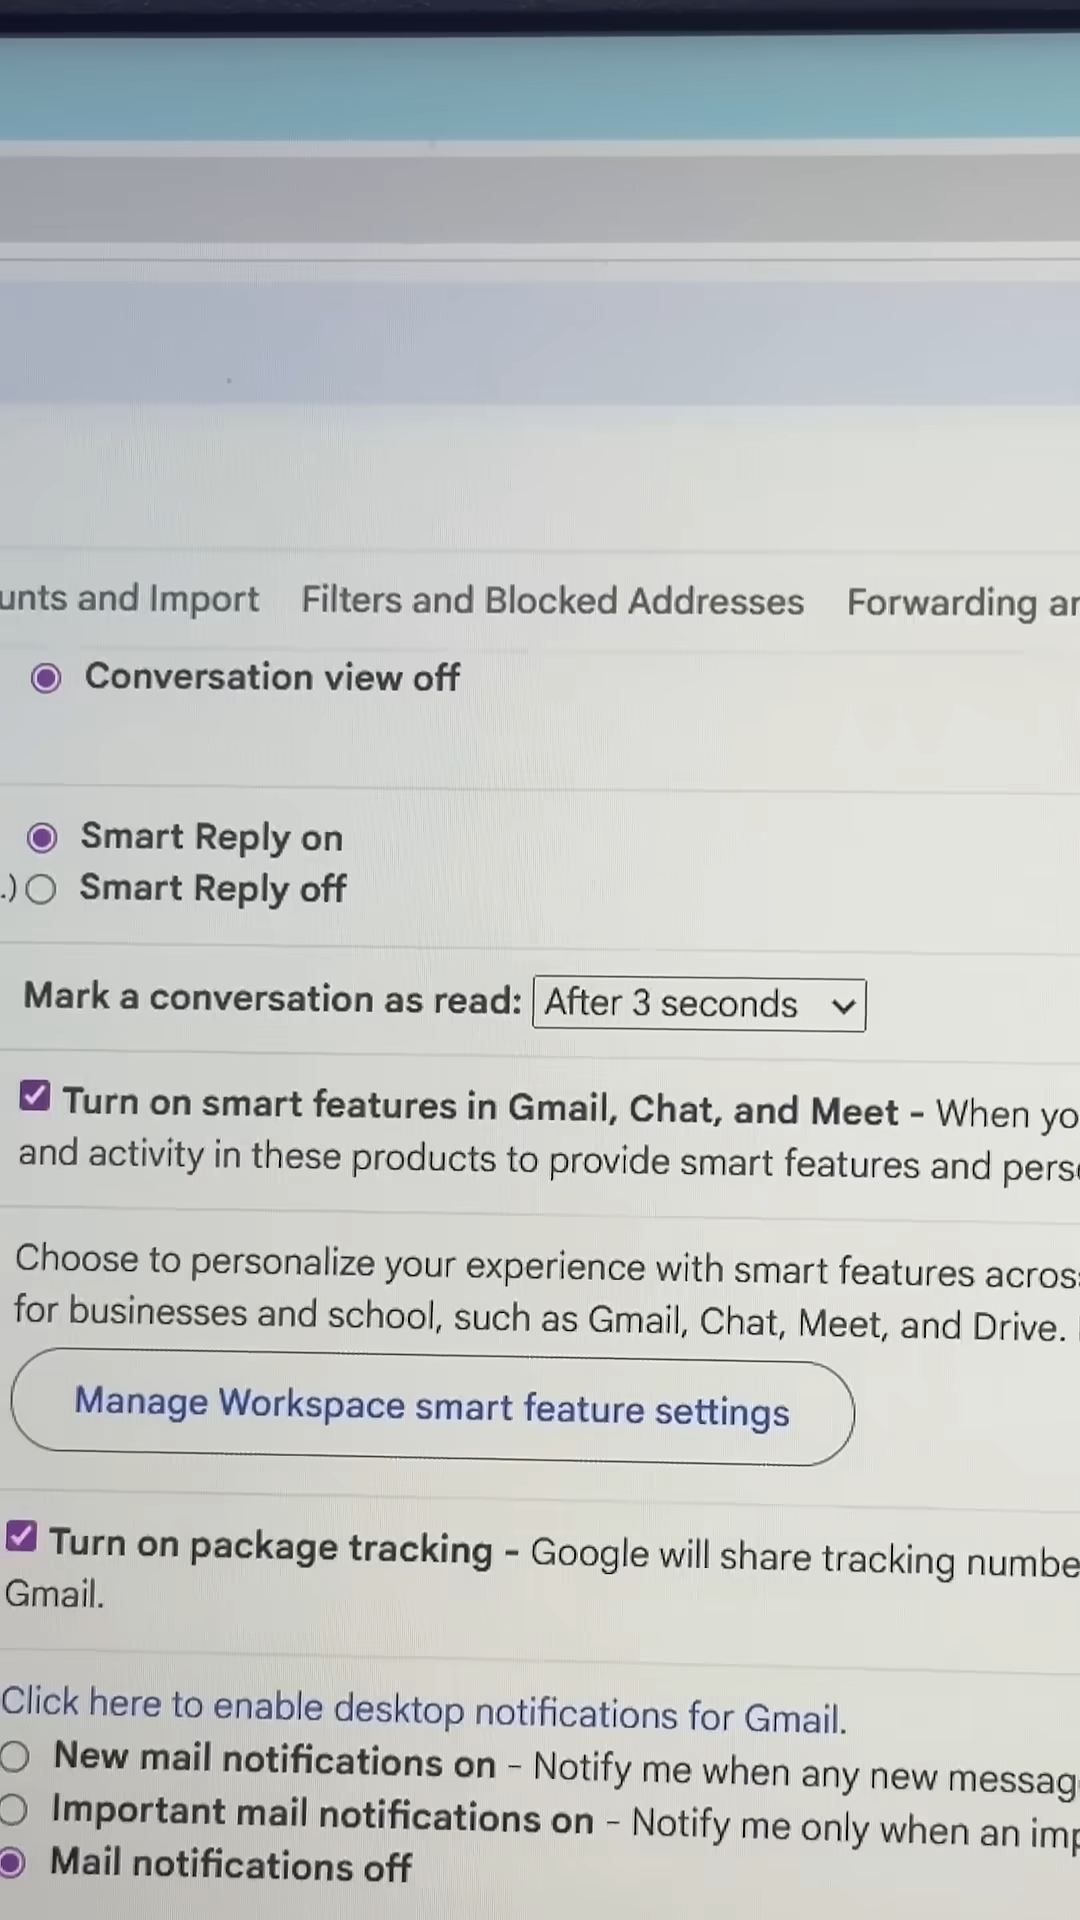 unts and Import Filters and Blocked Addresses Forwarding
Conversation view off
Smart Reply on
.) Smart Reply off
Mark a conversation as read: After 3 seconds
Turn on smart features in Gmail, Chat, and Meet - When yo
and activity in these products to provide smart features and pers
Choose to personalize your experience with smart features acros
for businesses and school, such as Gmail, Chat, Meet, and Drive.
Manage Workspace smart feature settings
Turn on package tracking - Google will share tracking numbe
Gmail.
Click here to enable desktop notifications for Gmail.
New mail notifications on - Notify me when any new messag
Important mail notifications on - Notify me only when an imp
Mail notifications off